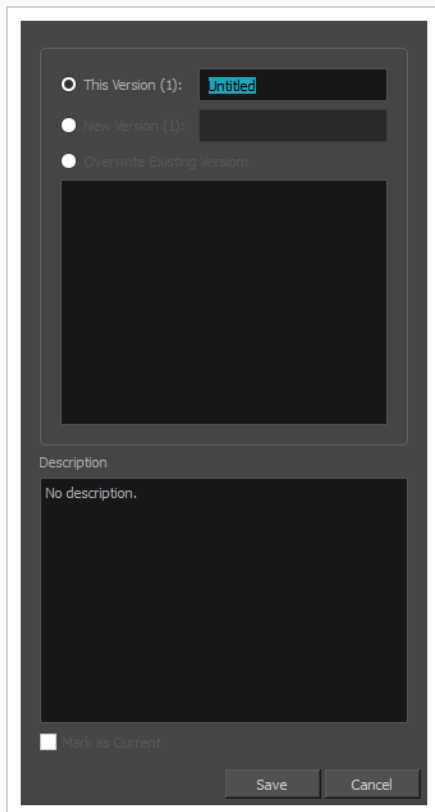 This Version (1): Untitled
New Version (1):
Overwrite Existing Version:
Description
No description.
Mark as Current
Save Cancel